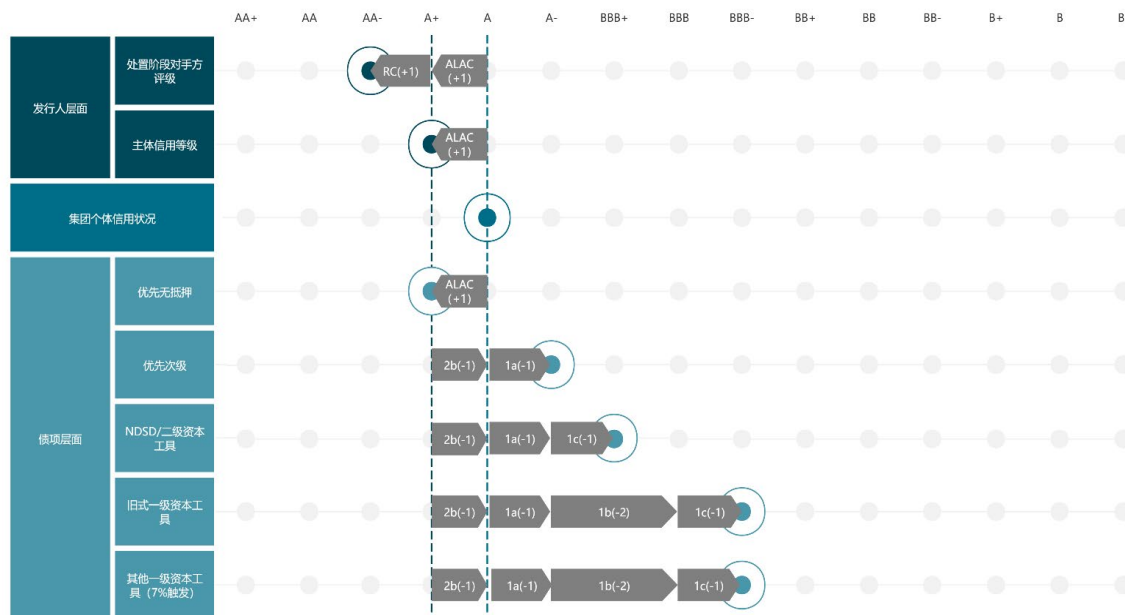 AA+ AA AA- A+ A A- BBB+ BBB BBB- BB+ BB BB- B+ B B
发行人层面
处置阶段对手方
评级
RC(+1) ALAC
(+1)
主体信用等级
ALAC
(+1)
集团个体信用状况
债项层面
优先无抵押
ALAC
(+1)
优先次级
2b(-1) 1a(-1)
NDSD/二级资本
工具
2b(-1) 1a(-1) 1c(-1)
旧式一级资本工
具
2b(-1) 1a(-1) 1b(-2) 1c(-1)
其他一级资本工
具（7%触发）
2b(-1) 1a(-1) 1b(-2) 1c(-1)